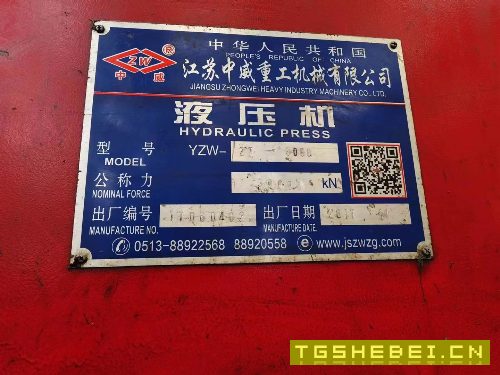 中华人民共和国
PEOPLE'S REPUBLIC OF CHINA
ZW
中威
江苏中威重工机械有限公司
JIANGSU ZHONGWEI HEAVY INDUSTRY MACHINERY CO.,LTD.
液压机
HYDRAULIC PRESS
型号 YZW-
MODEL
公称力 kN
NOMINAL FORCE
出厂编号 出厂日期
MANUFACTURE NO. MANUFACTURE DATE
0513-88922568 88920558 e www.jszwzg.com
TGSHEBEI.CN